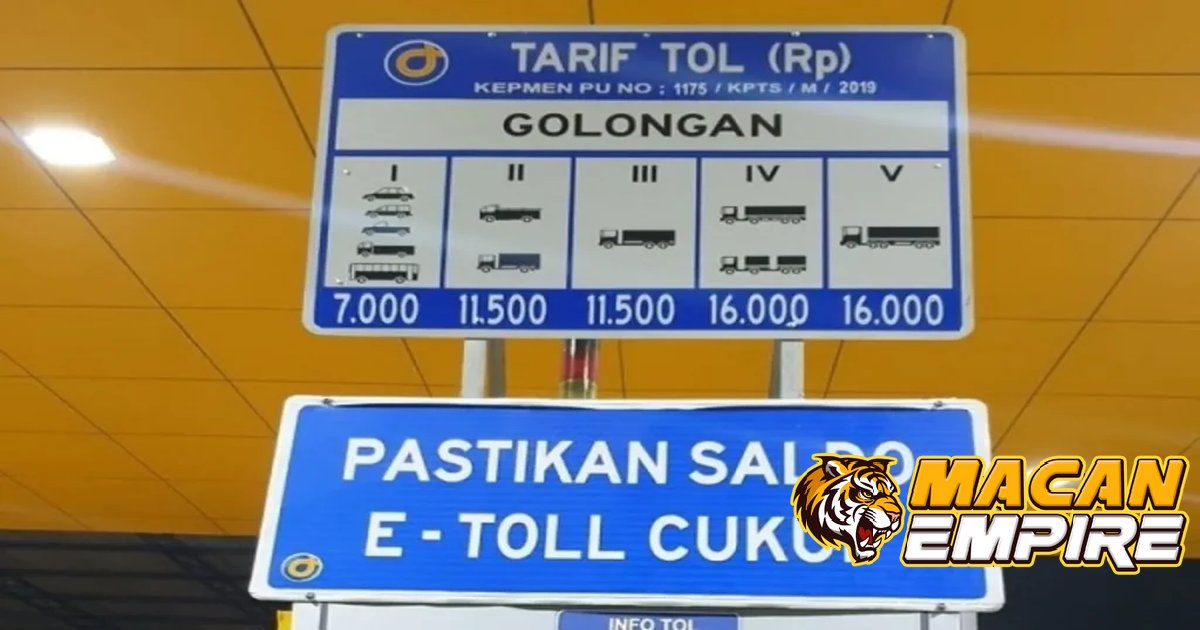 TARIF TOL (Rp)
KEPMEN PU NO : 1175 / KPTS / M / 2019
GOLONGAN
I II III IV V
7.000 11.500 11.500 16.000 16.000
PASTIKAN SALDO
E - TOLL CUKUP
MACAN
EMPIRE
INFO TOL